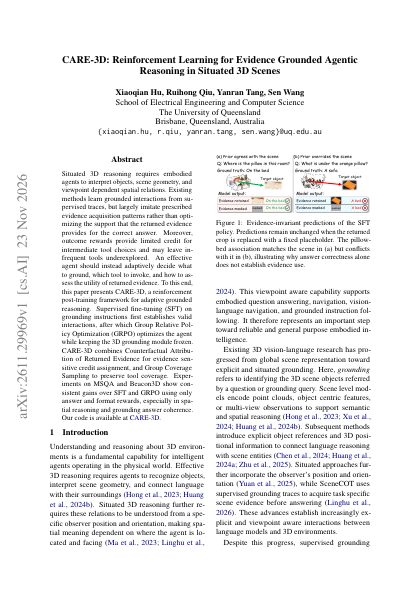 CARE-3D: Reinforcement Learning for Evidence Grounded Agentic
Reasoning in Situated 3D Scenes
Xiaoqian Hu, Ruihong Qiu, Yanran Tang, Sen Wang
School of Electrical Engineering and Computer Science
The University of Queensland
Brisbane, Queensland, Australia
{xiaoqian.hu, r.qiu, yanran.tang, sen.wang}@uq.edu.au
arXiv:2611.29969v1 [cs.AI] 23 Nov 2026
Abstract
Situated 3D reasoning requires embodied
agents to interpret objects, scene geometry, and
viewpoint dependent spatial relations. Existing
methods learn grounded interactions from su-
pervised traces, but largely imitate prescribed
evidence acquisition patterns rather than opti-
mizing the support that the returned evidence
provides for the correct answer. Moreover,
outcome rewards provide limited credit for
intermediate tool choices and may leave in-
frequent tools underexplored. An effective
agent should instead adaptively decide what
to ground, which tool to invoke, and how to as-
sess the utility of returned evidence. To this end,
this paper presents CARE-3D, a reinforcement
post-training framework for adaptive grounded
reasoning. Supervised fine-tuning (SFT) on
grounding instructions first establishes valid
interactions, after which Group Relative Pol-
icy Optimization (GRPO) optimizes the agent
while keeping the 3D grounding module frozen.
CARE-3D combines Counterfactual Attribu-
tion of Returned Evidence for evidence sensi-
tive credit assignment, and Group Coverage
Sampling to preserve tool coverage. Experi-
ments on MSQA and Beacon3D show con-
sistent gains over SFT and GRPO using only
answer and format rewards, especially in spa-
tial reasoning and grounding answer coherence.
Our code is available at CARE-3D.
1 Introduction
Understanding and reasoning about 3D environ-
ments is a fundamental capability for intelligent
agents operating in the physical world. Effective
3D reasoning requires agents to recognize objects,
interpret scene geometry, and connect language
with their surroundings (Hong et al., 2023; Huang
et al., 2024b). Situated 3D reasoning further re-
quires these relations to be understood from a spe-
cific observer position and orientation, making spa-
tial meaning dependent on where the agent is lo-
cated and facing (Ma et al., 2023; Linghu et al.,
(a) Prior agrees with the scene
Q: Where is the pillow in this room?
Ground truth: On the bed
Target object
Model output:
Evidence returned
On the bed
Evidence masked
On the bed
(b) Prior overrides the scene
Q: What is under the orange pillow?
Ground truth: A sofa
Target object
Model output:
Evidence returned
A bed
Evidence masked
A bed
Figure 1: Evidence-invariant predictions of the SFT
policy. Predictions remain unchanged when the returned
crop is replaced with a fixed placeholder. The pillow-
bed association matches the scene in (a) but conflicts
with it in (b), illustrating why answer correctness alone
does not establish evidence use.
2024). This viewpoint aware capability supports
embodied question answering, navigation, vision-
language navigation, and grounded instruction fol-
lowing. It therefore represents an important step
toward reliable and general purpose embodied in-
telligence.
Existing 3D vision-language research has pro-
gressed from global scene representation toward
explicit and situated grounding. Here, grounding
refers to identifying the 3D scene objects referred
by a question or grounding query. Scene level mod-
els encode point clouds, object centric features,
or multi-view observations to support semantic
and spatial reasoning (Hong et al., 2023; Xu et al.,
2024; Huang et al., 2024b). Subsequent methods
introduce explicit object references and 3D posi-
tional information to connect language reasoning
with scene entities (Chen et al., 2024; Huang et al.,
2024a; Zhu et al., 2025). Situated approaches fur-
ther incorporate the observer's position and orien-
tation (Yuan et al., 2025), while SceneCOT uses
supervised grounding traces to acquire task specific
scene evidence before answering (Linghu et al.,
2026). These advances establish increasingly ex-
plicit and viewpoint aware interactions between
language models and 3D environments.
Despite this progress, supervised grounding